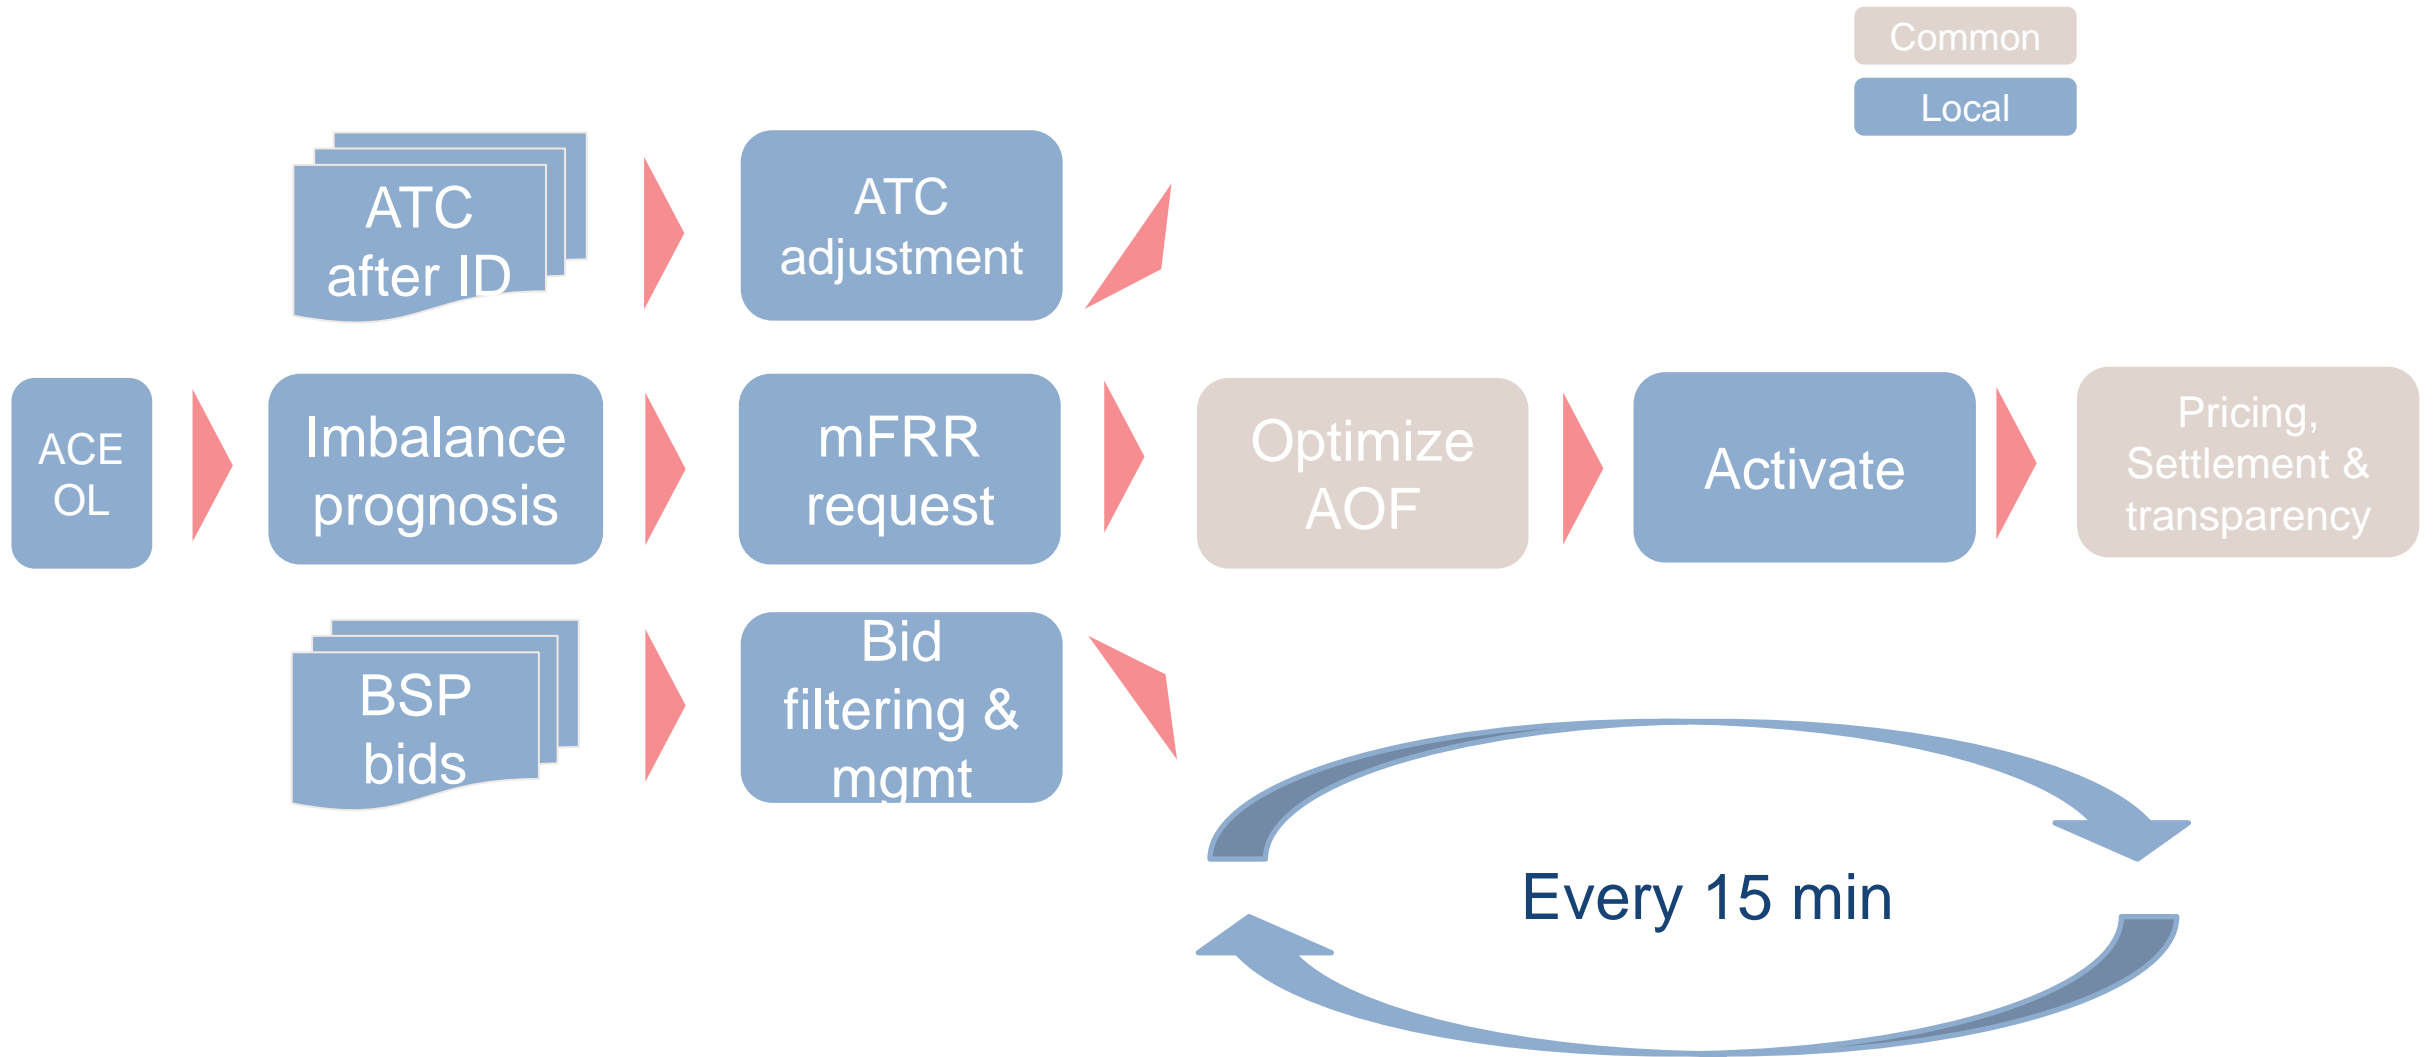 Common
Local
ATC
after ID
ATC
adjustment
ACE
OL
Imbalance
prognosis
mFRR
request
Optimize
AOF
Activate
Pricing,
Settlement &
transparency
BSP
bids
Bid
filtering &
mgmt
Every 15 min